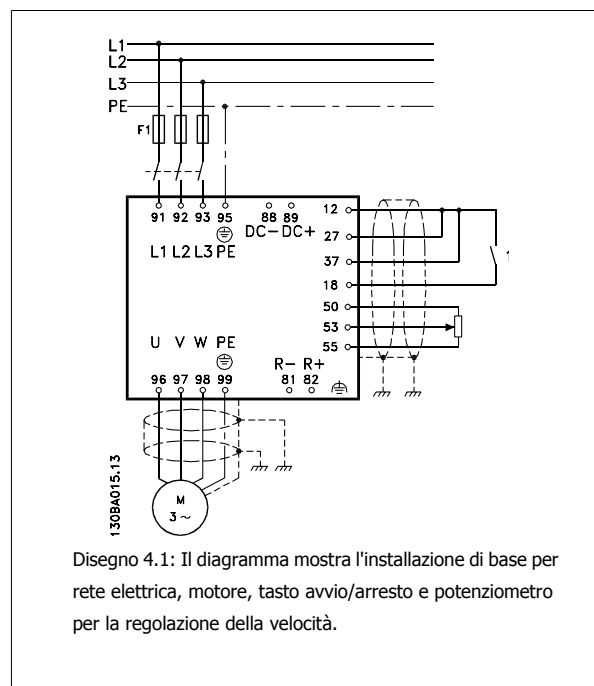 L1
L2
L3
PE
F1
91 92 93 95 88 89 12
DC- DC+
27
L1 L2 L3 PE
37
18
1
50
53
U V W PE
55
R- R+
96 97 98 99 81 82
M
3 ~
130BA015.13
Disegno 4.1: Il diagramma mostra l'installazione di base per
rete elettrica, motore, tasto avvio/arresto e potenziometro
per la regolazione della velocità.